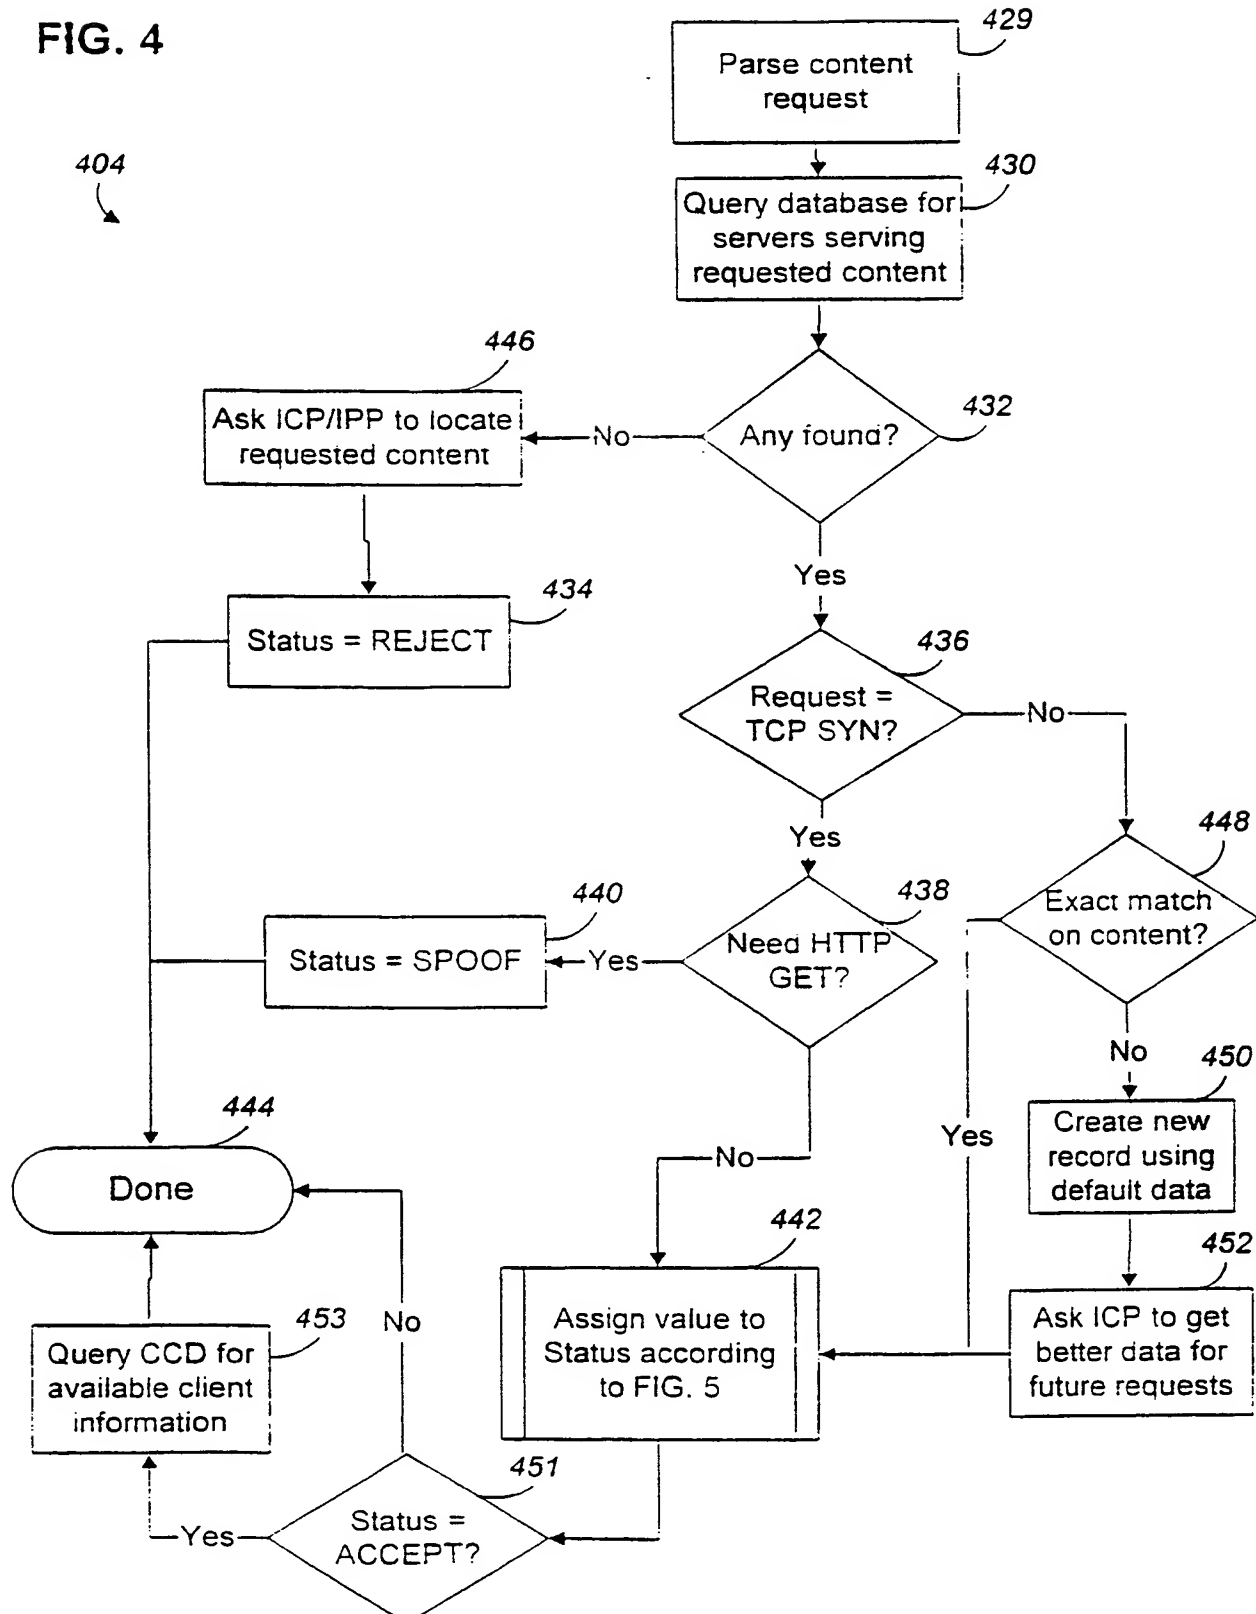 FIG. 4
429
Parse content
request
404
430
Query database for
servers serving
requested content
446
Ask ICP/IPP to locate
requested content
No
Any found?
432
Yes
434
Status = REJECT
436
Request =
TCP SYN?
No
Yes
448
Exact match
on content?
440
Status = SPOOF
Yes
438
Need HTTP
GET?
No
450
Create new
record using
default data
Yes
444
Done
No
442
Assign value to
Status according
to FIG. 5
452
Ask ICP to get
better data for
future requests
453
Query CCD for
available client
information
No
451
Status =
ACCEPT?
Yes